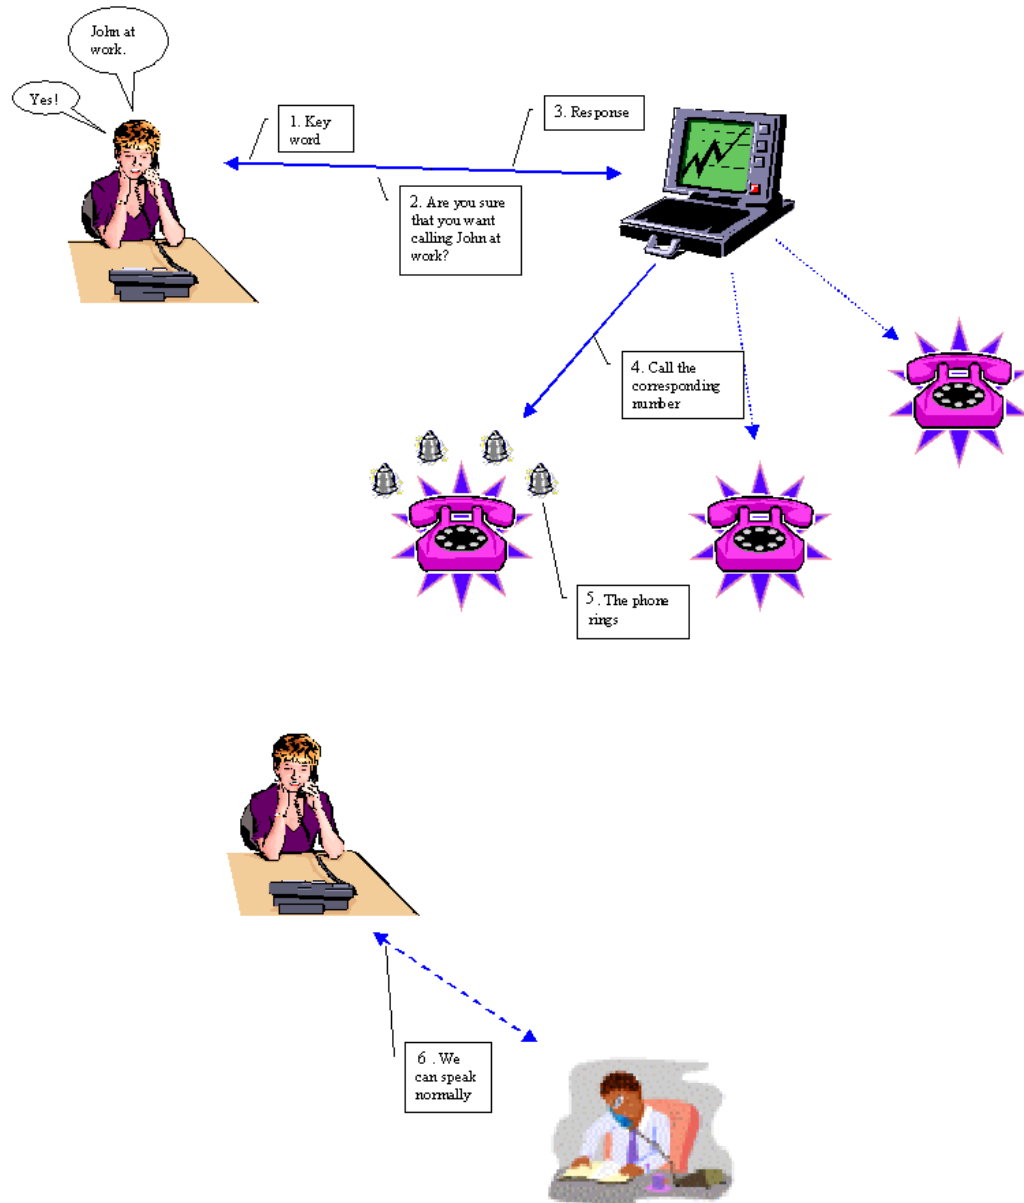 John at
work.
Yes!
1. Key
word
3. Response
2. Are you sure
that you want
calling John at
work?
4. Call the
corresponding
number
5 . The phone
rings
6 . We
can speak
normally